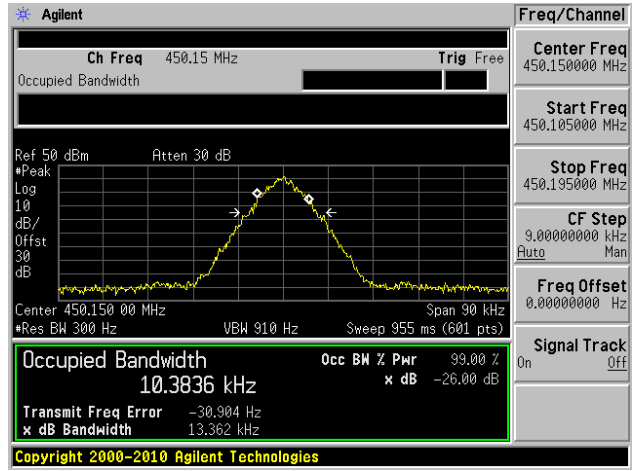 Agilent
Freq/Channel
Ch Freq 450.15 MHz Trig Free
Occupied Bandwidth
Center Freq
450.150000 MHz
Start Freq
450.105000 MHz
Stop Freq
450.195000 MHz
CF Step
9.00000000 kHz
Auto Man
Freq Offset
0.00000000 Hz
Signal Track
On Off
Ref 50 dBm Atten 30 dB
#Peak
Log
10
dB/
Offst
30
dB
Center 450.150 00 MHz Span 90 kHz
#Res BW 300 Hz VBW 910 Hz Sweep 955 ms (601 pts)
Occupied Bandwidth
10.3836 kHz
Occ BW % Pwr 99.00 %
x dB -26.00 dB
Transmit Freq Error -30.904 Hz
x dB Bandwidth 13.362 kHz
Copyright 2000-2010 Agilent Technologies